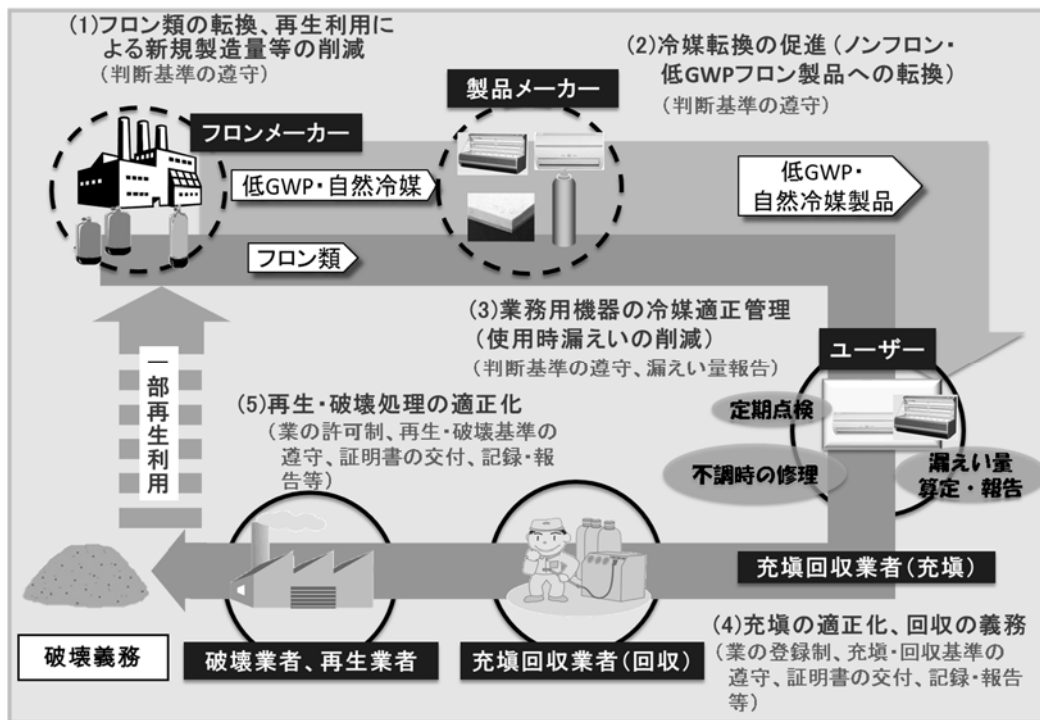 (1)フロン類の転換、再生利用に
よる新規製造量等の削減
(判断基準の遵守)
(2)冷媒転換の促進(ノンフロン・
低GWPフロン製品への転換)
(判断基準の遵守)
製品メーカー
フロンメーカー
低GWP・自然冷媒
低GWP・
自然冷媒製品
フロン類
(3)業務用機器の冷媒適正管理
(使用時漏えいの削減)
(判断基準の遵守、漏えい量報告)
ユーザー
定期点検
不調時の修理
漏えい量
算定・報告
一部再生利用
(5)再生・破壊処理の適正化
(業の許可制、再生・破壊基準の
遵守、証明書の交付、記録・報
告等)
充塡回収業者(充塡)
(4)充塡の適正化、回収の義務
(業の登録制、充塡・回収基準の
遵守、証明書の交付、記録・報告
等)
破壊義務
破壊業者、再生業者
充塡回収業者(回収)